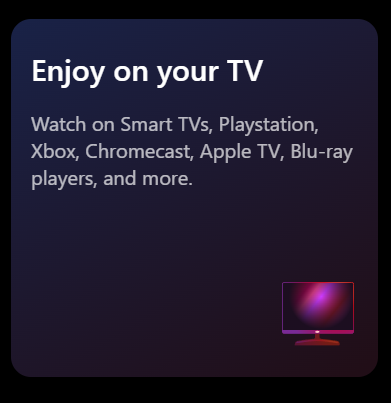 Enjoy on your TV
Watch on Smart TVs, Playstation,
Xbox, Chromecast, Apple TV, Blu-ray
players, and more.